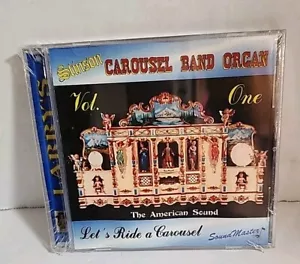 Stinson CAROUSEL BAND ORGAN
Vol. One
The American Sound
Let's Ride a Carousel
SoundMaster
LARRY'S